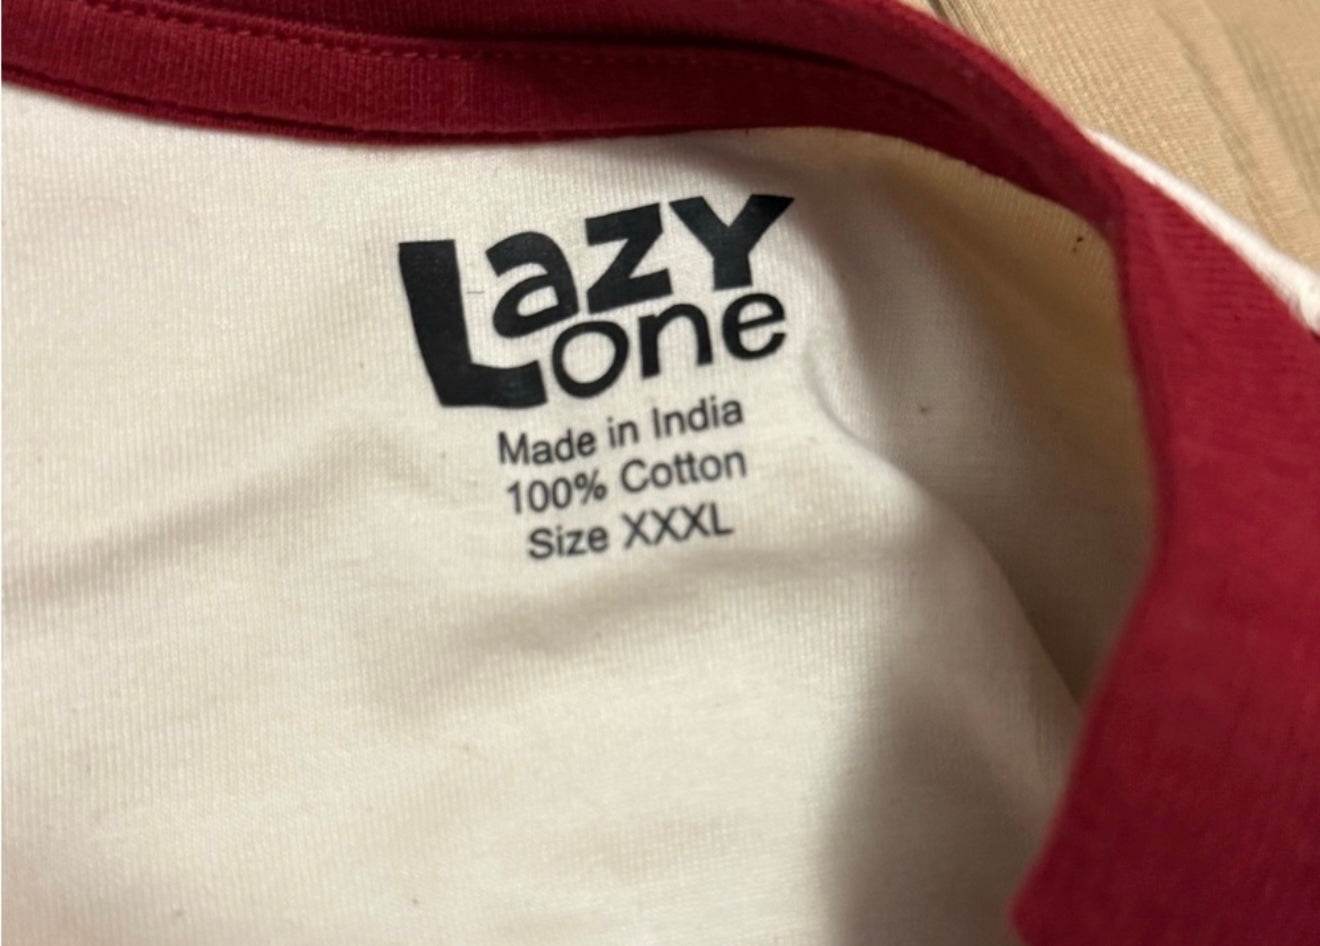 Lazy
one
Made in India
100% Cotton
Size XXXL